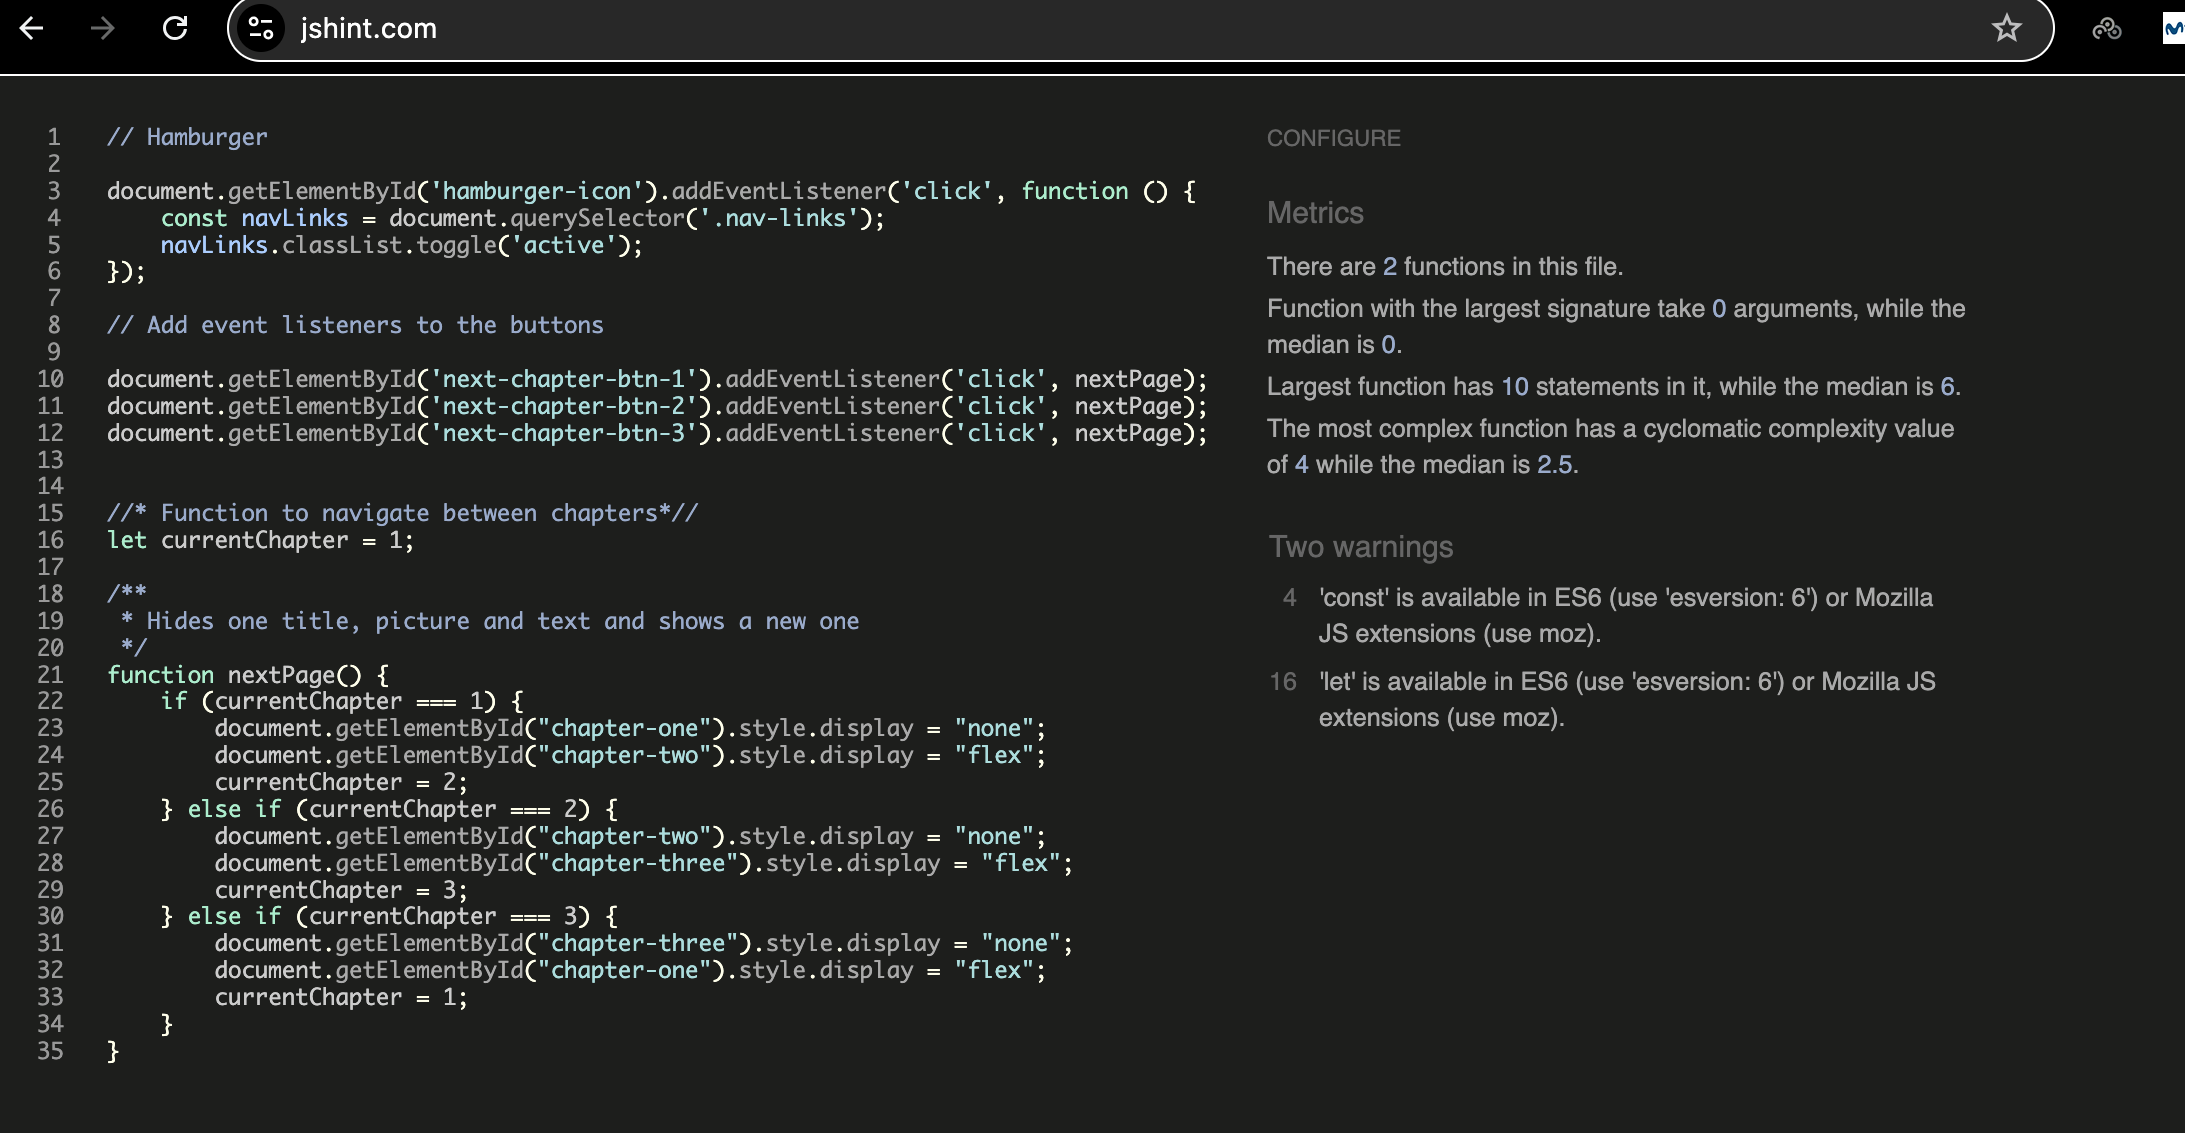 jshint.com
1 // Hamburger
2
3 document.getElementById('hamburger-icon').addEventListener('click', function () {
4     const navLinks = document.querySelector('.nav-links');
5     navLinks.classList.toggle('active');
6 });
7
8 // Add event listeners to the buttons
9
10 document.getElementById('next-chapter-btn-1').addEventListener('click', nextPage);
11 document.getElementById('next-chapter-btn-2').addEventListener('click', nextPage);
12 document.getElementById('next-chapter-btn-3').addEventListener('click', nextPage);
13
14
15 //* Function to navigate between chapters*//
16 let currentChapter = 1;
17
18 /**
19  * Hides one title, picture and text and shows a new one
20  */
21 function nextPage() {
22     if (currentChapter === 1) {
23         document.getElementById("chapter-one").style.display = "none";
24         document.getElementById("chapter-two").style.display = "flex";
25         currentChapter = 2;
26     } else if (currentChapter === 2) {
27         document.getElementById("chapter-two").style.display = "none";
28         document.getElementById("chapter-three").style.display = "flex";
29         currentChapter = 3;
30     } else if (currentChapter === 3) {
31         document.getElementById("chapter-three").style.display = "none";
32         document.getElementById("chapter-one").style.display = "flex";
33         currentChapter = 1;
34     }
35 }
CONFIGURE
Metrics
There are 2 functions in this file.
Function with the largest signature take 0 arguments, while the
median is 0.
Largest function has 10 statements in it, while the median is 6.
The most complex function has a cyclomatic complexity value
of 4 while the median is 2.5.
Two warnings
4 'const' is available in ES6 (use 'esversion: 6') or Mozilla
JS extensions (use moz).
16 'let' is available in ES6 (use 'esversion: 6') or Mozilla JS
extensions (use moz).